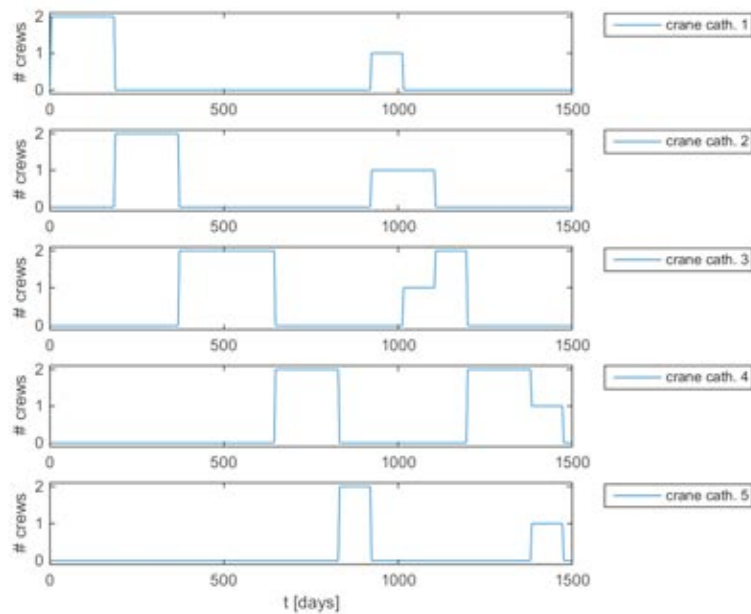 2
1
0
# crews
0 500 1000 1500
crane cath. 1
2
1
0
# crews
0 500 1000 1500
crane cath. 2
2
1
0
# crews
0 500 1000 1500
crane cath. 3
2
1
0
# crews
0 500 1000 1500
crane cath. 4
2
1
0
# crews
0 500 1000 1500
crane cath. 5
t [days]